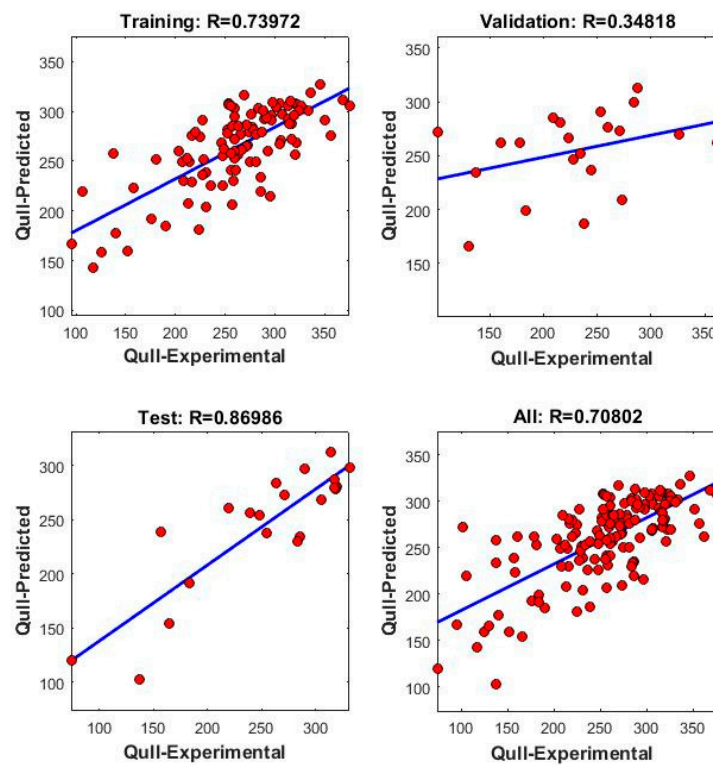 Training: R=0.73972
Qull-Predicted
350
300
250
200
150
100
100 150 200 250 300 350
Qull-Experimental
Validation: R=0.34818
Qull-Predicted
350
300
250
200
150
150 200 250 300 350
Qull-Experimental
Test: R=0.86986
Qull-Predicted
300
250
200
150
100
100 150 200 250 300
Qull-Experimental
All: R=0.70802
Qull-Predicted
350
300
250
200
150
100
100 150 200 250 300 350
Qull-Experimental